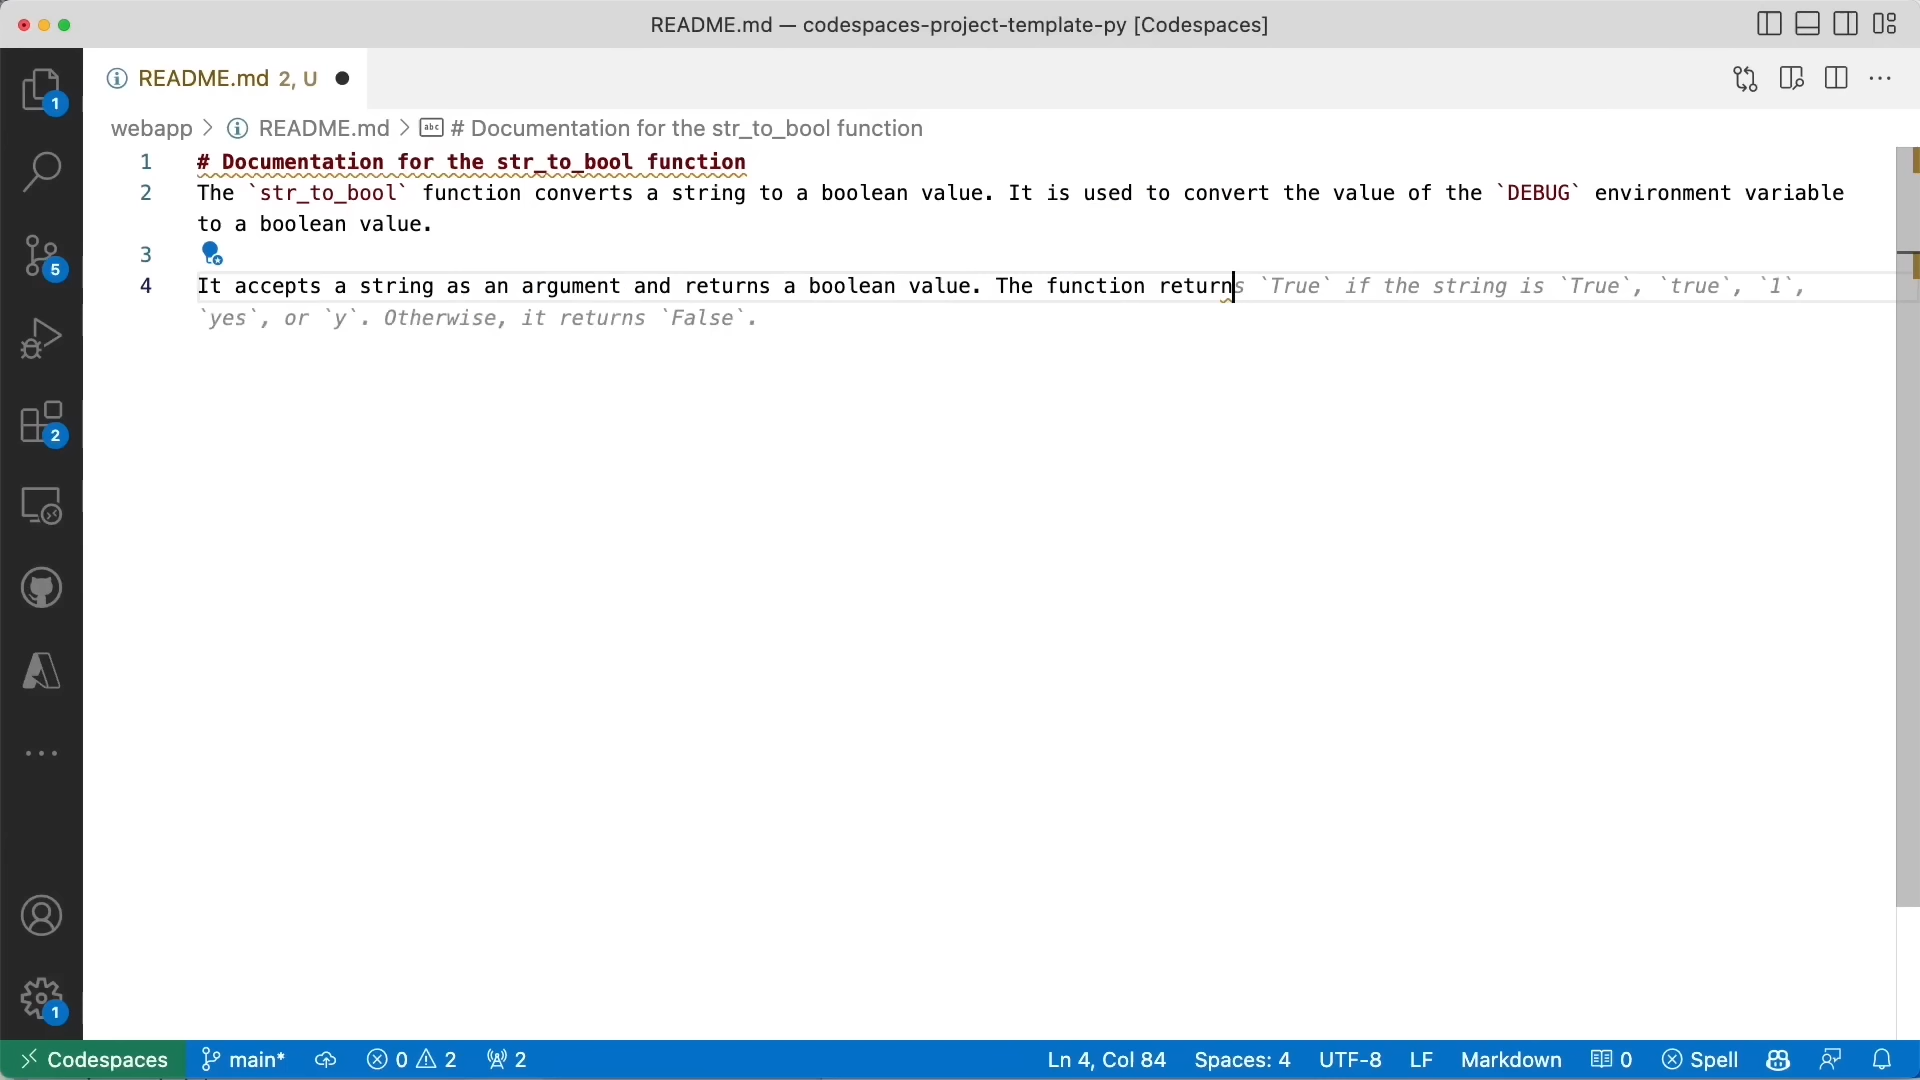 README.md — codespaces-project-template-py [Codespaces]
README.md 2, U
webapp > README.md > # Documentation for the str_to_bool function
1 # Documentation for the str_to_bool function
2 The `str_to_bool` function converts a string to a boolean value. It is used to convert the value of the `DEBUG` environment variable
to a boolean value.
3
4 It accepts a string as an argument and returns a boolean value. The function returns `True` if the string is `True`, `true`, `1`,
`yes`, or `y`. Otherwise, it returns `False`.
1
5
2
1
Codespaces main* 0 2 2 Ln 4, Col 84 Spaces: 4 UTF-8 LF Markdown 0 Spell